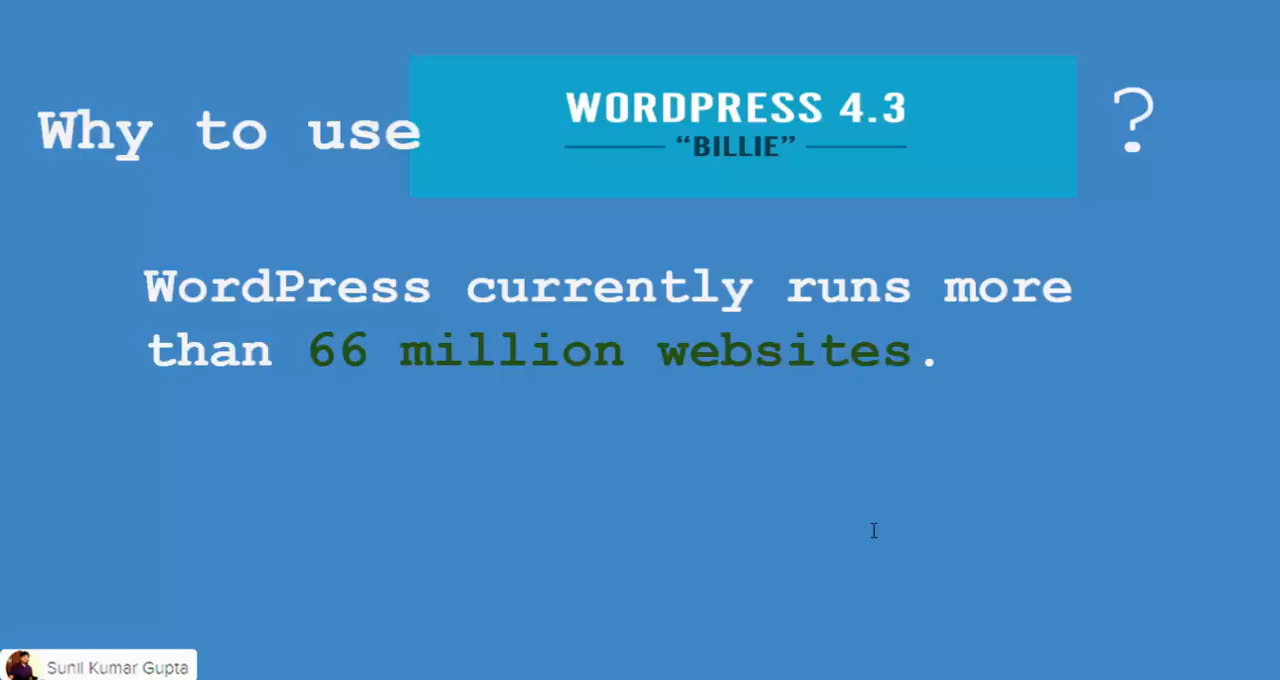 Why to use WORDPRESS 4.3 ?
“BILLIE”
WordPress currently runs more
than 66 million websites.
Sunil Kumar Gupta